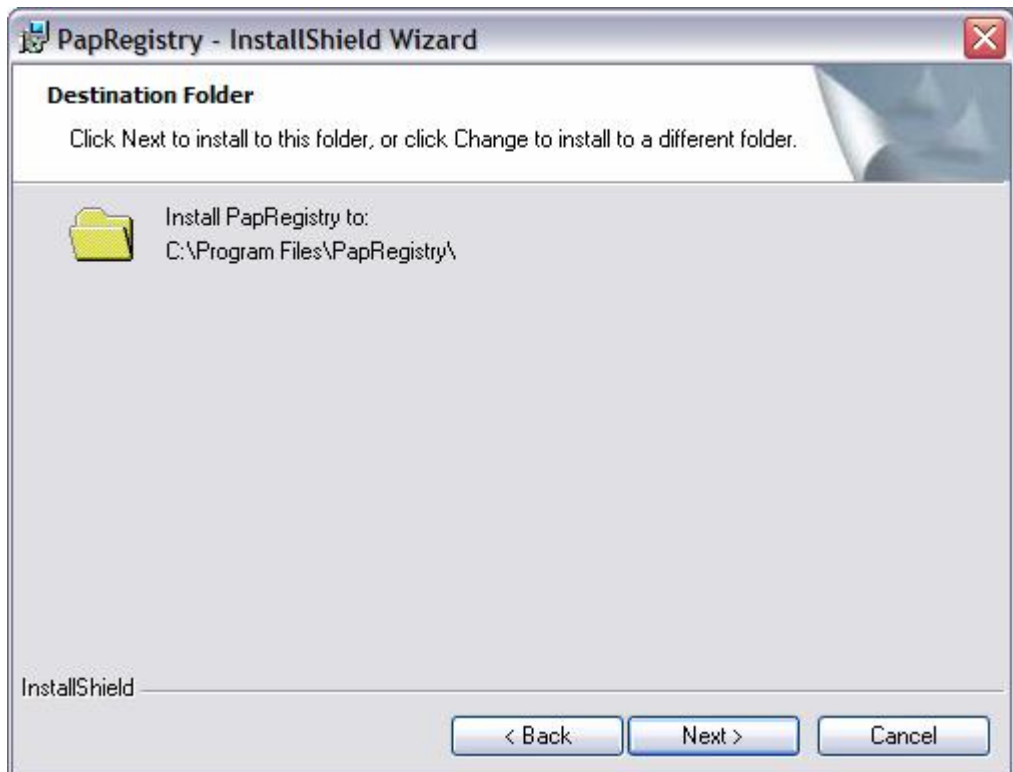 PapRegistry - InstallShield Wizard
Destination Folder
Click Next to install to this folder, or click Change to install to a different folder.
Install PapRegistry to:
C:\Program Files\PapRegistry\
InstallShield
< Back
Next >
Cancel